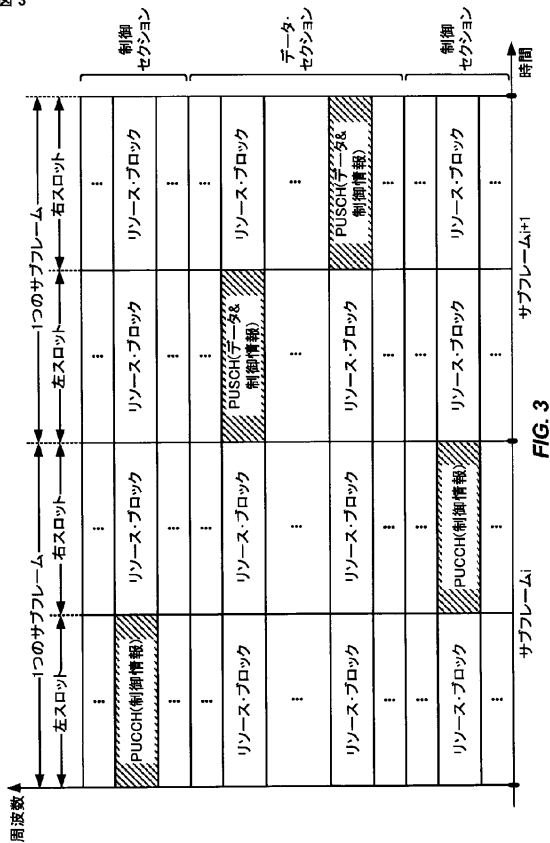 図 3
周波数
1つのサブフレーム
1つのサブフレーム
左スロット
右スロット
左スロット
右スロット
⋮
⋮
⋮
⋮
PUCCH(制御情報)
リソース・ブロック
リソース・ブロック
リソース・ブロック
制御
セクション
⋮
⋮
⋮
⋮
⋮
⋮
⋮
⋮
リソース・ブロック
リソース・ブロック
PUSCH(データ&
制御情報)
リソース・ブロック
データ・
セクション
⋮
⋮
⋮
⋮
リソース・ブロック
リソース・ブロック
リソース・ブロック
PUSCH(データ&
制御情報)
⋮
⋮
⋮
⋮
リソース・ブロック
PUCCH(制御情報)
リソース・ブロック
リソース・ブロック
制御
セクション
⋮
⋮
⋮
⋮
時間
サブフレームi
サブフレームi+1
FIG. 3